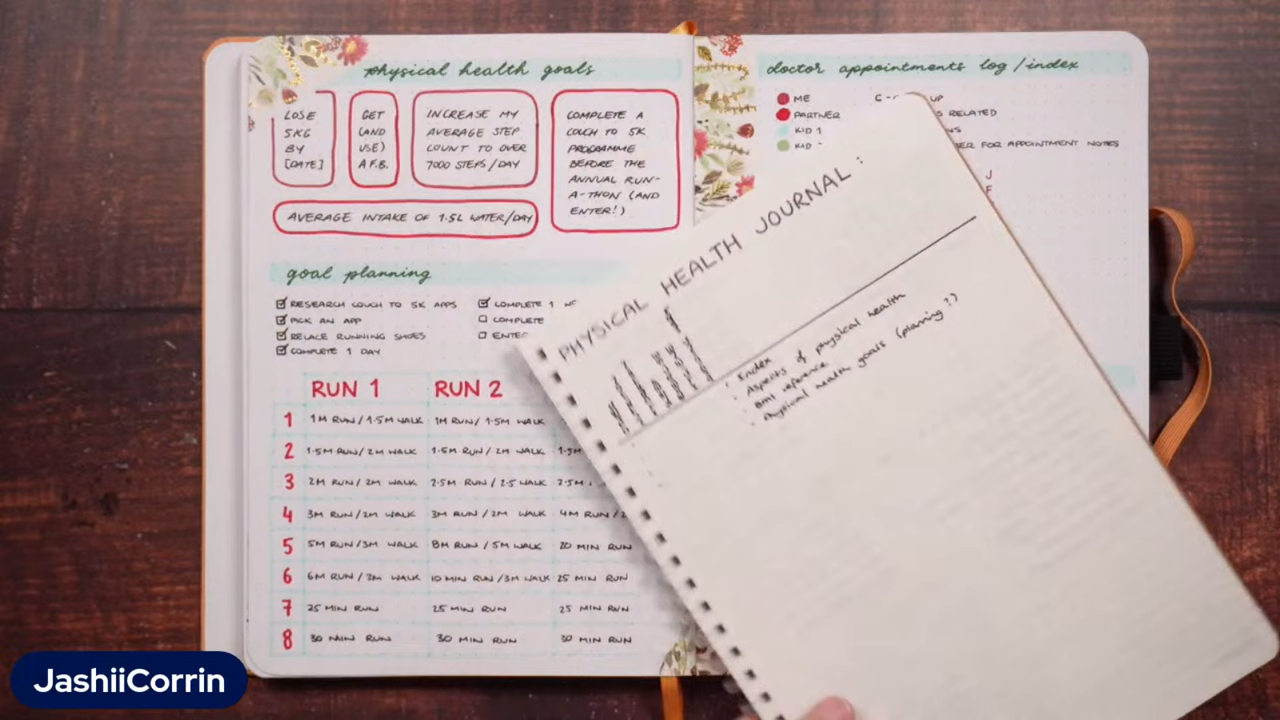 physical health goals
LOSE
5KG
BY
[DATE]
GET
(AND
USE)
A F.B.
INCREASE MY
AVERAGE STEP
COUNT TO OVER
7000 STEPS/DAY
COMPLETE A
COUCH TO 5K
PROGRAMME
BEFORE THE
ANNUAL RUN-
A-THON (AND
ENTER!)
AVERAGE INTAKE OF 1.5L WATER/DAY
goal planning
RESEARCH COUCH TO 5K APPS
PICK AN APP
RELACE RUNNING SHOES
COMPLETE 1 DAY
COMPLETE 1
COMPLETE
RUN 1 RUN 2
1 1M RUN/1.5M WALK 1M RUN/1.5M WALK
2 1.5M RUN/2M WALK 1.5M RUN/2M WALK
3 2M RUN/2M WALK 2.5M RUN/2.5 WALK
4 3M RUN/2M WALK 3M RUN/2M WALK 4M RUN/
5 5M RUN/3M WALK 8M RUN/5M WALK 20 MIN RUN
6 6M RUN/3M WALK 10 MIN RUN/3M WALK 25 MIN RUN
7 25 MIN RUN 25 MIN RUN 25 MIN RUN
8 30 MIN RUN 30 MIN RUN 30 MIN RUN
doctor appointments log/index
ME
PARTNER
KID 1
KID
UP
RELATED
FOR APPOINTMENT NOTES
J
F
PHYSICAL HEALTH JOURNAL:
· Index
· Aspects of physical health
· BMI reference
· Physical health goals (planning?)
JashiiCorrin